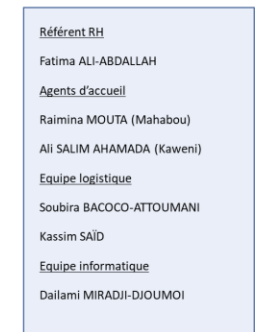 Référent RH
Fatima ALI-ABDALLAH
Agents d'accueil
Raimina MOUTA (Mahabou)
Ali SALIM AHAMADA (Kaweni)
Equipe logistique
Soubira BACOCO-ATTOUMANI
Kassim SAÏD
Equipe informatique
Dailami MIRADJI-DJOUMOI